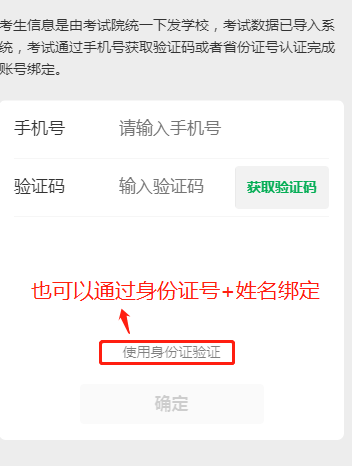 考生信息是由考试院统一下发学校，考试数据已导入系
统，考试通过手机号获取验证码或者省份证号认证完成
账号绑定。
手机号 请输入手机号
验证码 输入验证码 获取验证码
也可以通过身份证号+姓名绑定
使用身份证验证
确定